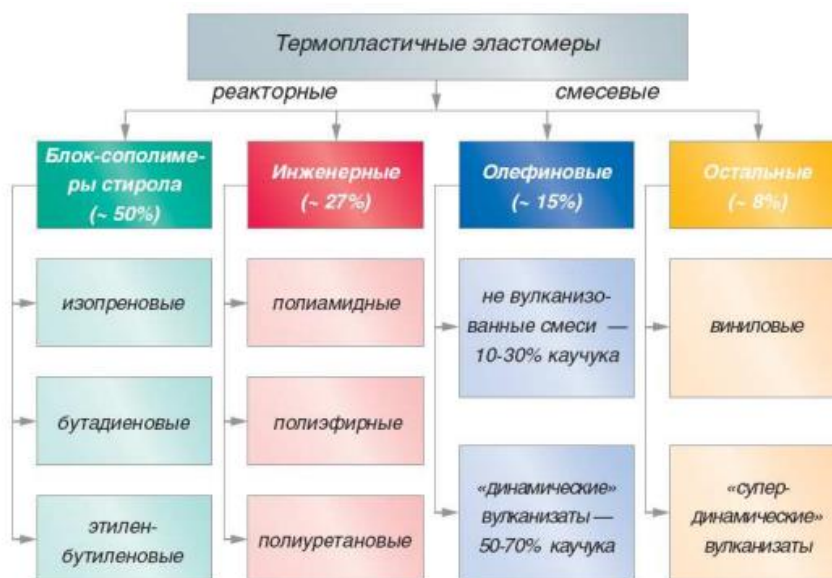 Термопластичные эластомеры
реакторные
смесевые
Блок-сополиме-
ры стирола
(~ 50%)
Инженерные
(~ 27%)
Олефиновые
(~ 15%)
Остальные
(~ 8%)
изопреновые
полиамидные
не вулканизо-
ванные смеси —
10-30% каучука
виниловые
бутадиеновые
полиэфирные
этилен-
бутиленовые
полиуретановые
«динамические»
вулканизаты —
50-70% каучука
«супер-
динамические»
вулканизаты